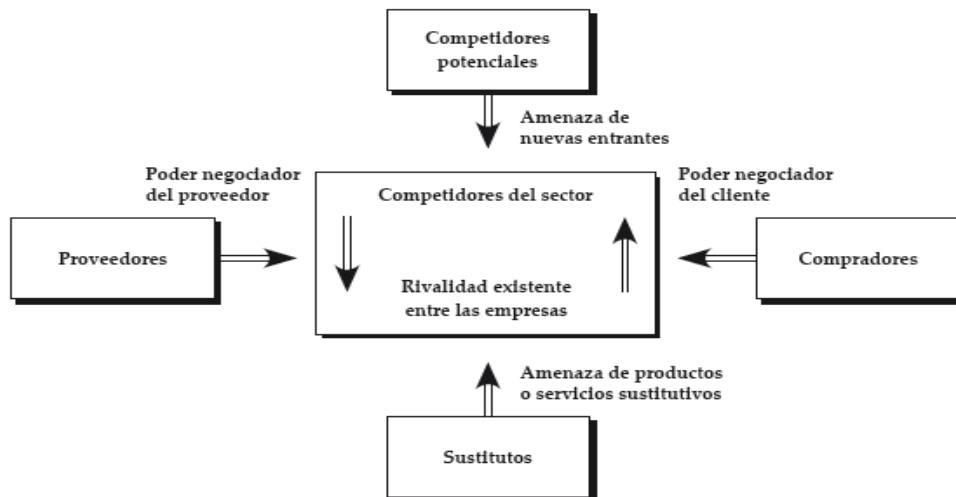 Competidores
potenciales
Amenaza de
nuevas entrantes
Poder negociador
del proveedor
Competidores del sector
Poder negociador
del cliente
Proveedores
Compradores
Rivalidad existente
entre las empresas
Amenaza de productos
o servicios sustitutivos
Sustitutos